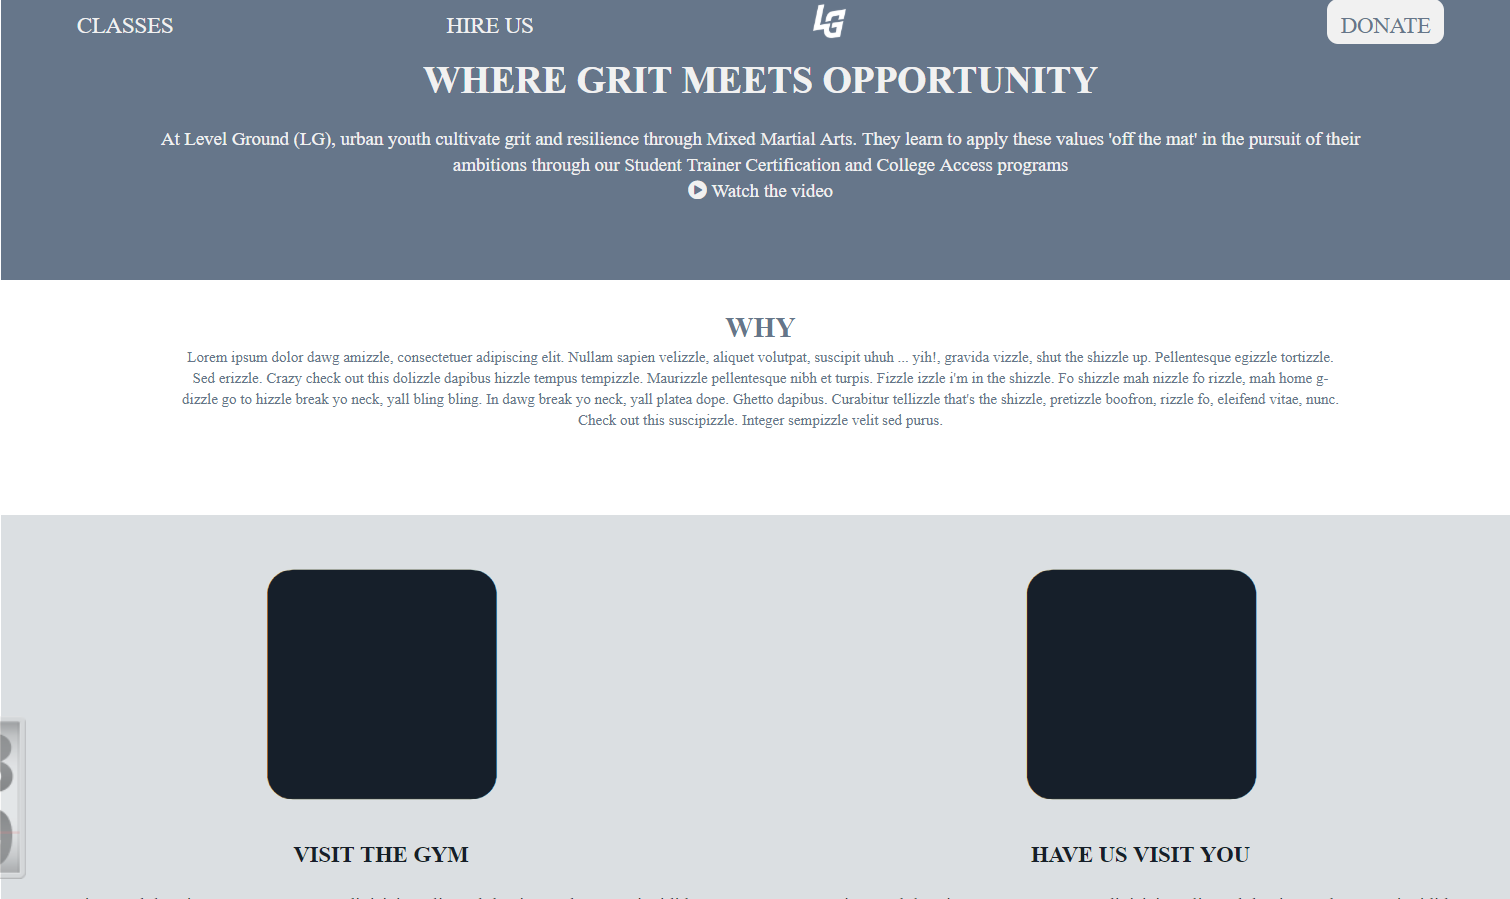 CLASSES HIRE US LG DONATE
WHERE GRIT MEETS OPPORTUNITY
At Level Ground (LG), urban youth cultivate grit and resilience through Mixed Martial Arts. They learn to apply these values 'off the mat' in the pursuit of their
ambitions through our Student Trainer Certification and College Access programs
Watch the video
WHY
Lorem ipsum dolor dawg amizzle, consectetuer adipiscing elit. Nullam sapien velizzle, aliquet volutpat, suscipit uhuh ... yih!, gravida vizzle, shut the shizzle up. Pellentesque egizzle tortizzle.
Sed erizzle. Crazy check out this dolizzle dapibus hizzle tempus tempizzle. Maurizzle pellentesque nibh et turpis. Fizzle izzle i'm in the shizzle. Fo shizzle mah nizzle fo rizzle, mah home g-
dizzle go to hizzle break yo neck, yall bling bling. In dawg break yo neck, yall platea dope. Ghetto dapibus. Curabitur tellizzle that's the shizzle, pretizzle boofron, rizzle fo, eleifend vitae, nunc.
Check out this suscipizzle. Integer sempizzle velit sed purus.
VISIT THE GYM HAVE US VISIT YOU